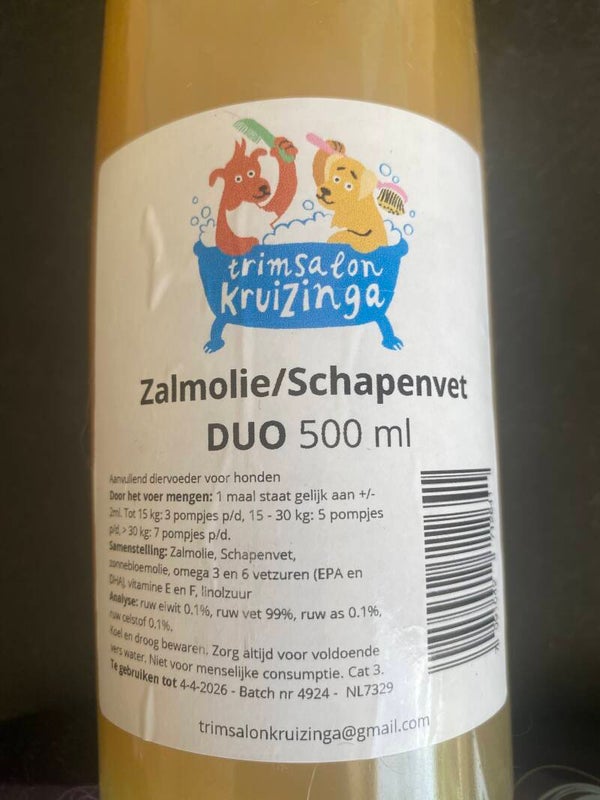 trimsalon
kruizinga
Zalmolie/Schapenvet
DUO 500 ml
Aanvullend diervoeder voor honden
Door het voer mengen: 1 maal staat gelijk aan +/-
2ml. Tot 15 kg: 3 pompjes p/d, 15 - 30 kg: 5 pompjes
p/d, > 30 kg: 7 pompjes p/d.
Samenstelling: Zalmolie, Schapenvet,
zonnebloemolie, omega 3 en 6 vetzuren (EPA en
DHA), vitamine E en F, linolzuur
Analyse: ruw eiwit 0.1%, ruw vet 99%, ruw as 0.1%,
ruw celstof 0.1%.
Koel en droog bewaren. Zorg altijd voor voldoende
vers water. Niet voor menselijke consumptie. Cat 3.
Te gebruiken tot 4-4-2026 - Batch nr 4924 - NL7329
trimsalonkruizinga@gmail.com